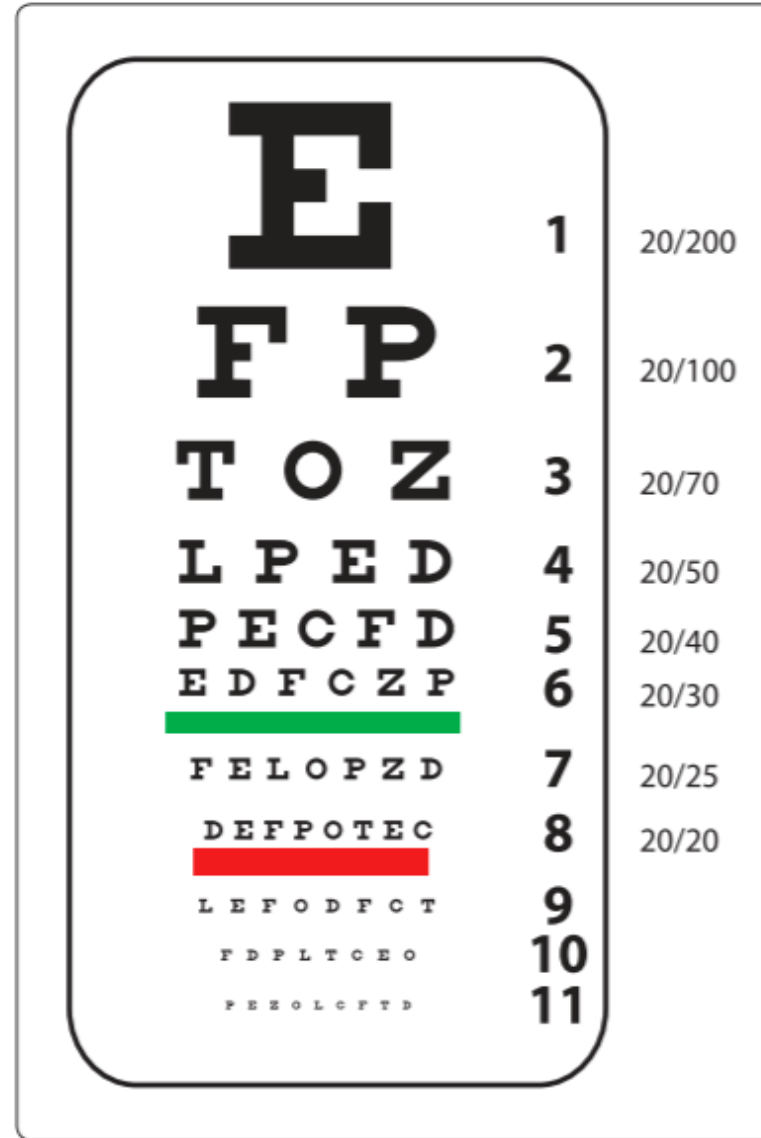 E 1 20/200
F P 2 20/100
T O Z 3 20/70
L P E D 4 20/50
P E C F D 5 20/40
E D F C Z P 6 20/30
F E L O P Z D 7 20/25
D E F P O T E C 8 20/20
L E F O D F C T 9
F D P L T C E O 10
P E Z O L C F T D 11